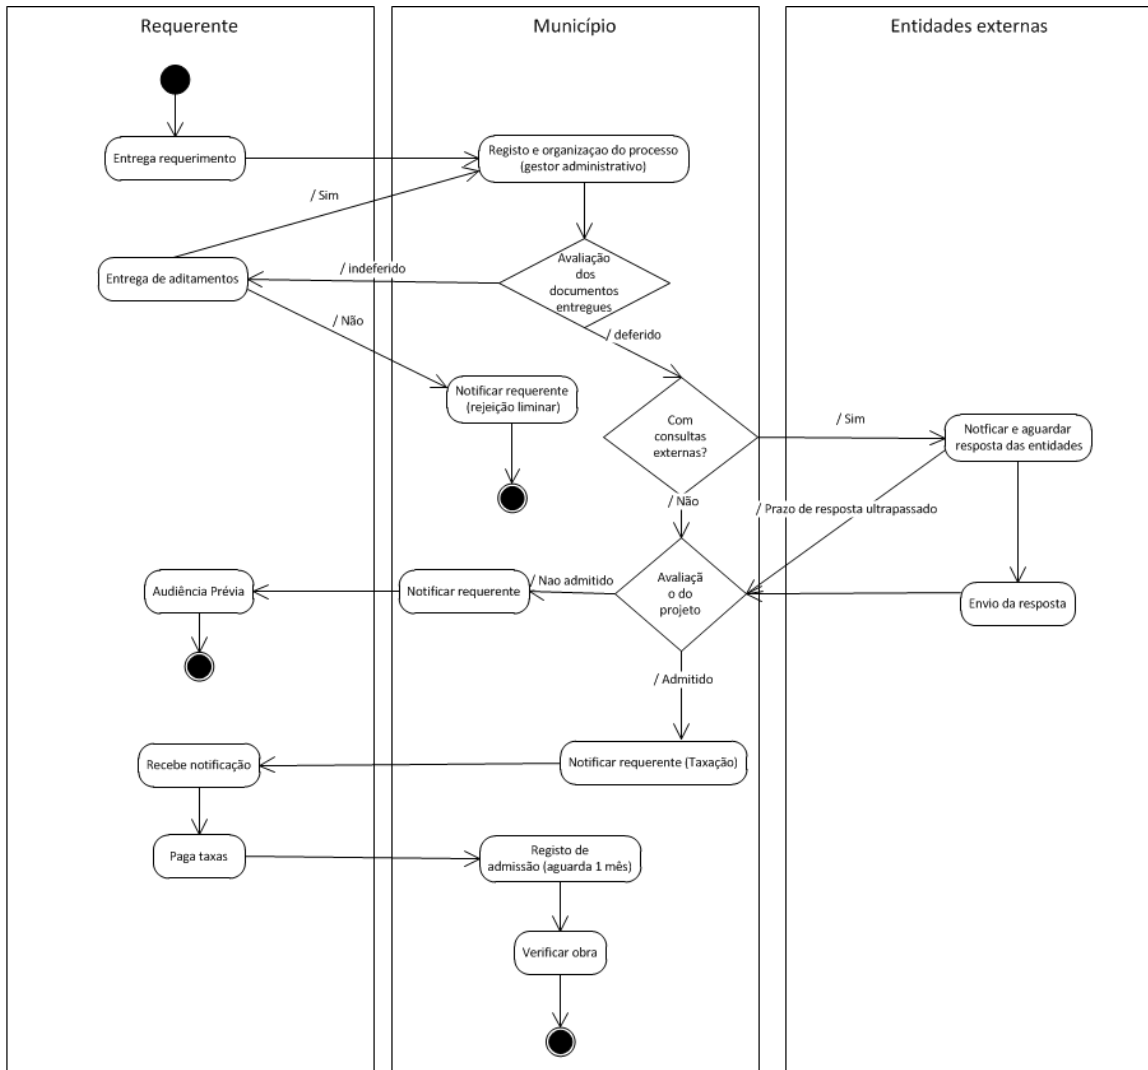 Requerente
Município
Entidades externas
Entrega requerimento
Registo e organizaçao do processo
(gestor administrativo)
/ Sim
Avaliação
dos
documentos
entregues
/ indeferido
Entrega de aditamentos
/ Não
/ deferido
Notificar requerente
(rejeição liminar)
Com
consultas
externas?
/ Sim
Notficar e aguardar
resposta das entidades
/ Não
/ Prazo de resposta ultrapassado
Audiência Prévia
Notificar requerente
/ Nao admitido
Avaliaçã
o do
projeto
Envio da resposta
/ Admitido
Recebe notificação
Notificar requerente (Taxação)
Paga taxas
Registo de
admissão (aguarda 1 mês)
Verificar obra